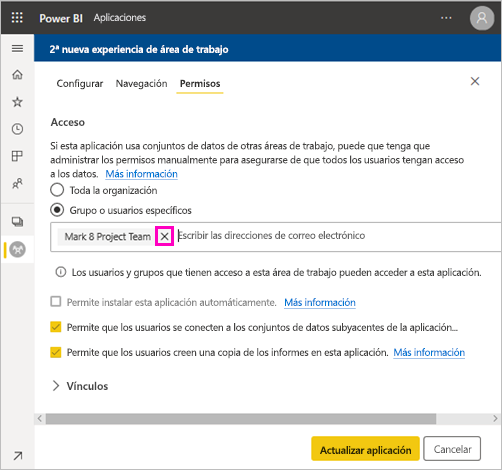 Power BI Aplicaciones
2ª nueva experiencia de área de trabajo
Configurar Navegación Permisos
Acceso
Si esta aplicación usa conjuntos de datos de otras áreas de trabajo, puede que tenga que
administrar los permisos manualmente para asegurarse de que todos los usuarios tengan acceso
a los datos. Más información
Toda la organización
Grupo o usuarios específicos
Mark 8 Project Team Escribir las direcciones de correo electrónico
Los usuarios y grupos que tienen acceso a esta área de trabajo pueden acceder a esta aplicación.
Permite instalar esta aplicación automáticamente. Más información
Permite que los usuarios se conecten a los conjuntos de datos subyacentes de la aplicación...
Permite que los usuarios creen una copia de los informes en esta aplicación. Más información
Vínculos
Actualizar aplicación Cancelar